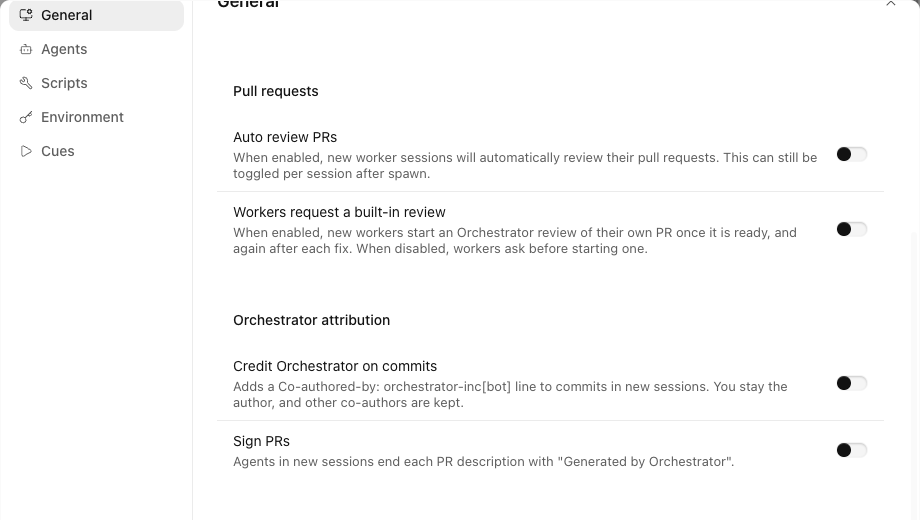 General
General
Agents
Scripts
Environment
Cues
Pull requests
Auto review PRs
When enabled, new worker sessions will automatically review their pull requests. This can still be
toggled per session after spawn.
Workers request a built-in review
When enabled, new workers start an Orchestrator review of their own PR once it is ready, and
again after each fix. When disabled, workers ask before starting one.
Orchestrator attribution
Credit Orchestrator on commits
Adds a Co-authored-by: orchestrator-inc[bot] line to commits in new sessions. You stay the
author, and other co-authors are kept.
Sign PRs
Agents in new sessions end each PR description with "Generated by Orchestrator".